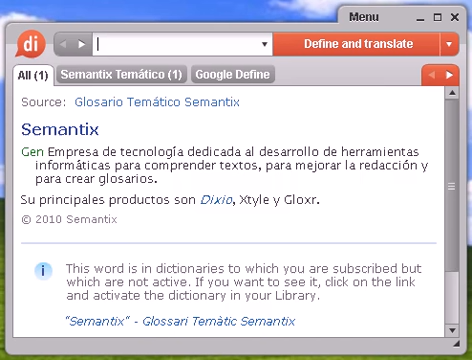 Menu
di
Define and translate
All (1)
Semantix Temático (1)
Google Define
Source: Glosario Temático Semantix
Semantix
Gen Empresa de tecnología dedicada al desarrollo de herramientas
informáticas para comprender textos, para mejorar la redacción y
para crear glosarios.
Su principales productos son Dixio, Xtyle y Gloxr.
© 2010 Semantix
i
This word is in dictionaries to which you are subscribed but
which are not active. If you want to see it, click on the link
and activate the dictionary in your Library.
"Semantix" - Glossari Temàtic Semantix